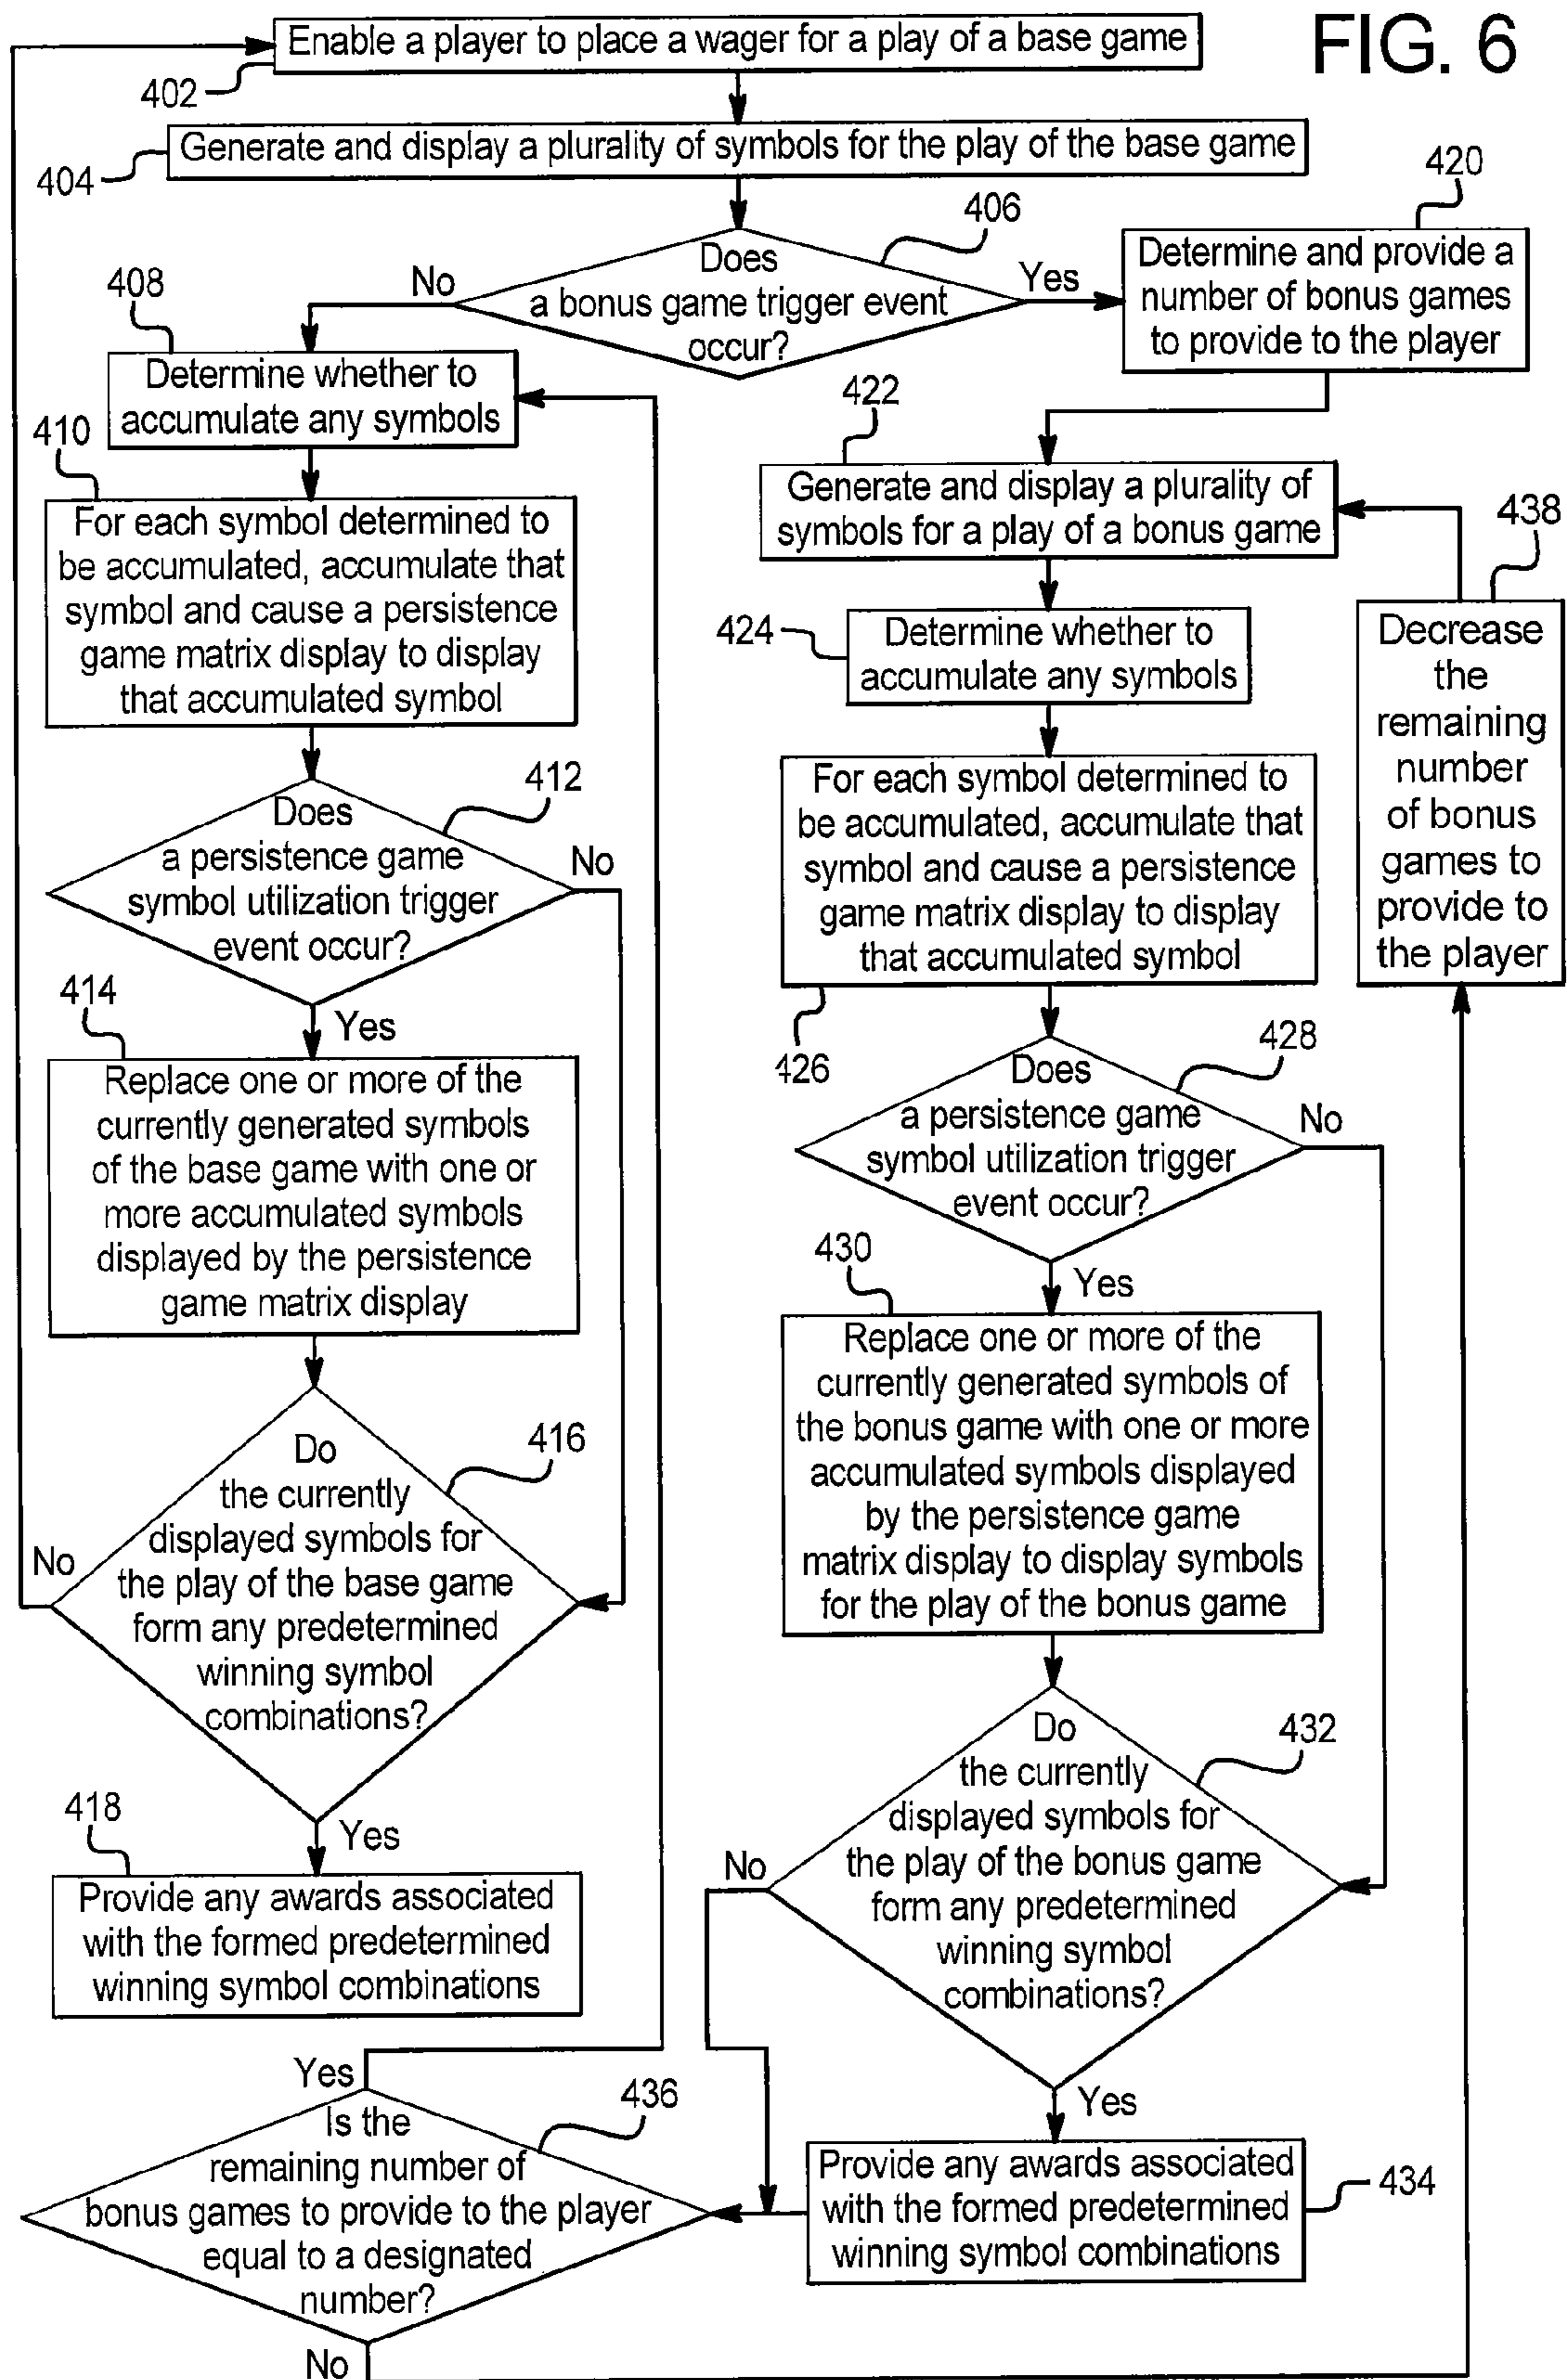 FIG. 6
Enable a player to place a wager for a play of a base game
402
Generate and display a plurality of symbols for the play of the base game
404
406
Does
a bonus game trigger event
occur?
No
Yes
420
Determine and provide a
number of bonus games
to provide to the player
408
Determine whether to
accumulate any symbols
410
For each symbol determined to
be accumulated, accumulate that
symbol and cause a persistence
game matrix display to display
that accumulated symbol
412
Does
a persistence game
symbol utilization trigger
event occur?
No
Yes
414
Replace one or more of the
currently generated symbols
of the base game with one or
more accumulated symbols
displayed by the persistence
game matrix display
416
Do
the currently
displayed symbols for
the play of the base game
form any predetermined
winning symbol
combinations?
No
Yes
418
Provide any awards associated
with the formed predetermined
winning symbol combinations
422
Generate and display a plurality of
symbols for a play of a bonus game
438
Decrease
the
remaining
number
of bonus
games to
provide to
the player
424
Determine whether to
accumulate any symbols
For each symbol determined to
be accumulated, accumulate that
symbol and cause a persistence
game matrix display to display
that accumulated symbol
426
428
Does
a persistence game
symbol utilization trigger
event occur?
No
Yes
430
Replace one or more of the
currently generated symbols of
the bonus game with one or more
accumulated symbols displayed
by the persistence game
matrix display to display symbols
for the play of the bonus game
432
Do
the currently
displayed symbols for
the play of the bonus game
form any predetermined
winning symbol
combinations?
No
Yes
Provide any awards associated
with the formed predetermined
winning symbol combinations
434
Yes
436
Is the
remaining number of
bonus games to provide to the player
equal to a designated
number?
No